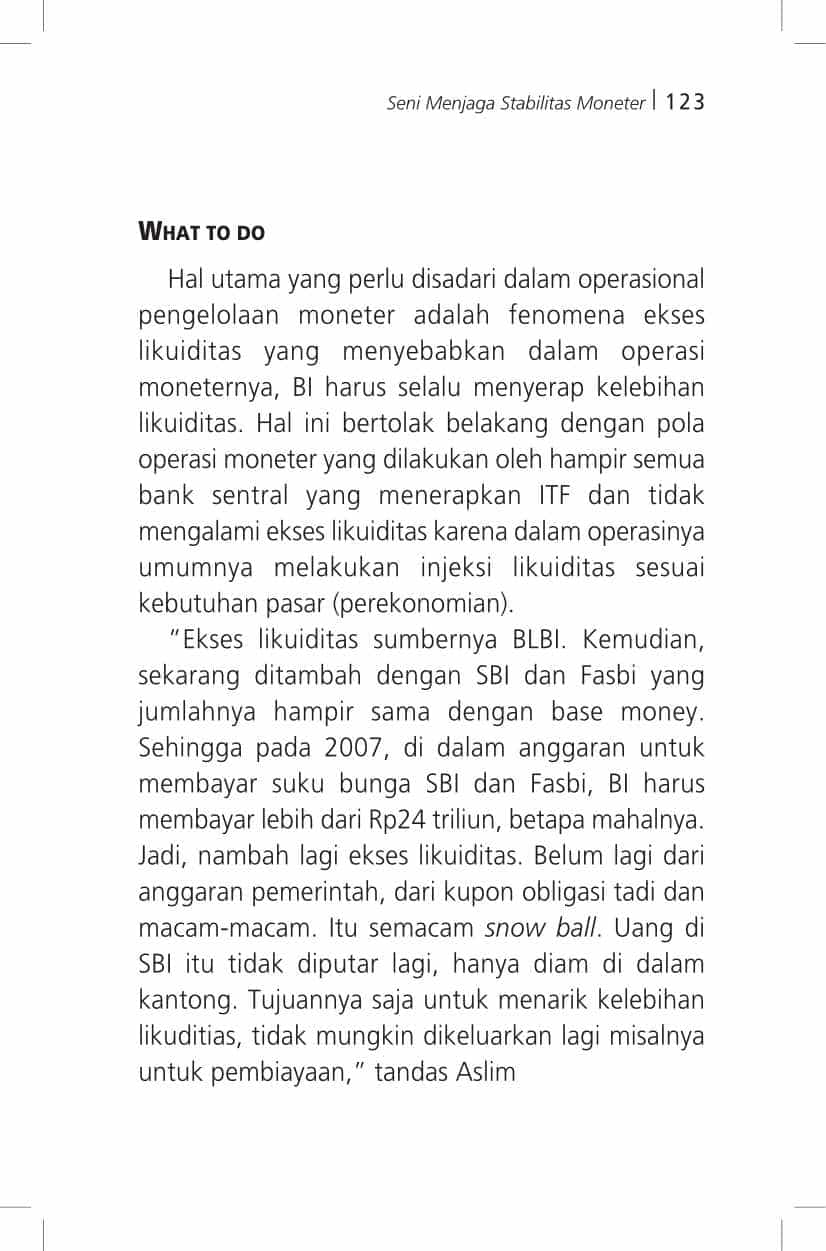 Seni Menjaga Stabilitas Moneter | 123
WHAT TO DO
Hal utama yang perlu disadari dalam operasional
pengelolaan moneter adalah fenomena ekses
likuiditas yang menyebabkan dalam operasi
moneternya, BI harus selalu menyerap kelebihan
likuiditas. Hal ini bertolak belakang dengan pola
operasi moneter yang dilakukan oleh hampir semua
bank sentral yang menerapkan ITF dan tidak
mengalami ekses likuiditas karena dalam operasinya
umumnya melakukan injeksi likuiditas sesuai
kebutuhan pasar (perekonomian).
“Ekses likuiditas sumbernya BLBI. Kemudian,
sekarang ditambah dengan SBI dan Fasbi yang
jumlahnya hampir sama dengan base money.
Sehingga pada 2007, di dalam anggaran untuk
membayar suku bunga SBI dan Fasbi, BI harus
membayar lebih dari Rp24 triliun, betapa mahalnya.
Jadi, nambah lagi ekses likuiditas. Belum lagi dari
anggaran pemerintah, dari kupon obligasi tadi dan
macam-macam. Itu semacam snow ball. Uang di
SBI itu tidak diputar lagi, hanya diam di dalam
kantong. Tujuannya saja untuk menarik kelebihan
likuditias, tidak mungkin dikeluarkan lagi misalnya
untuk pembiayaan,” tandas Aslim